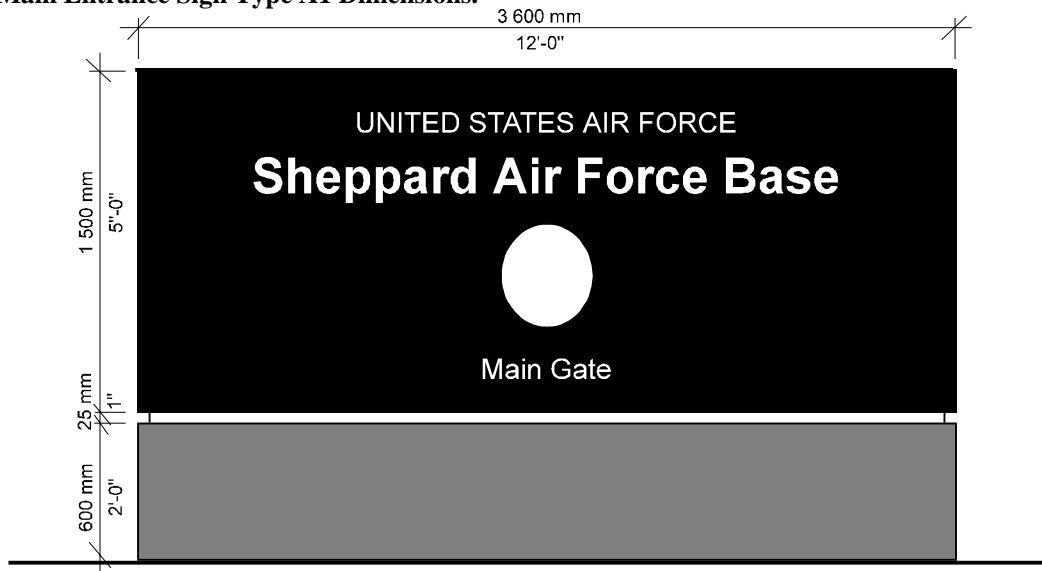 Main Entrance Sign Type A1 Dimensions.
3 600 mm
12'-0"
UNITED STATES AIR FORCE
Sheppard Air Force Base
Main Gate
1 500 mm
5"-0"
25 mm
1"
600 mm
2'-0"